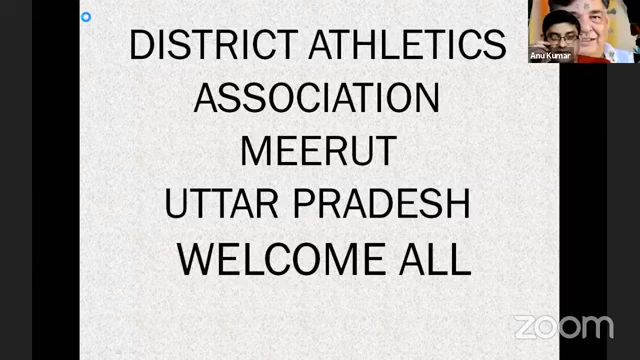 DISTRICT ATHLETICS
ASSOCIATION
MEERUT
UTTAR PRADESH
WELCOME ALL
Anu Kumar
zoom